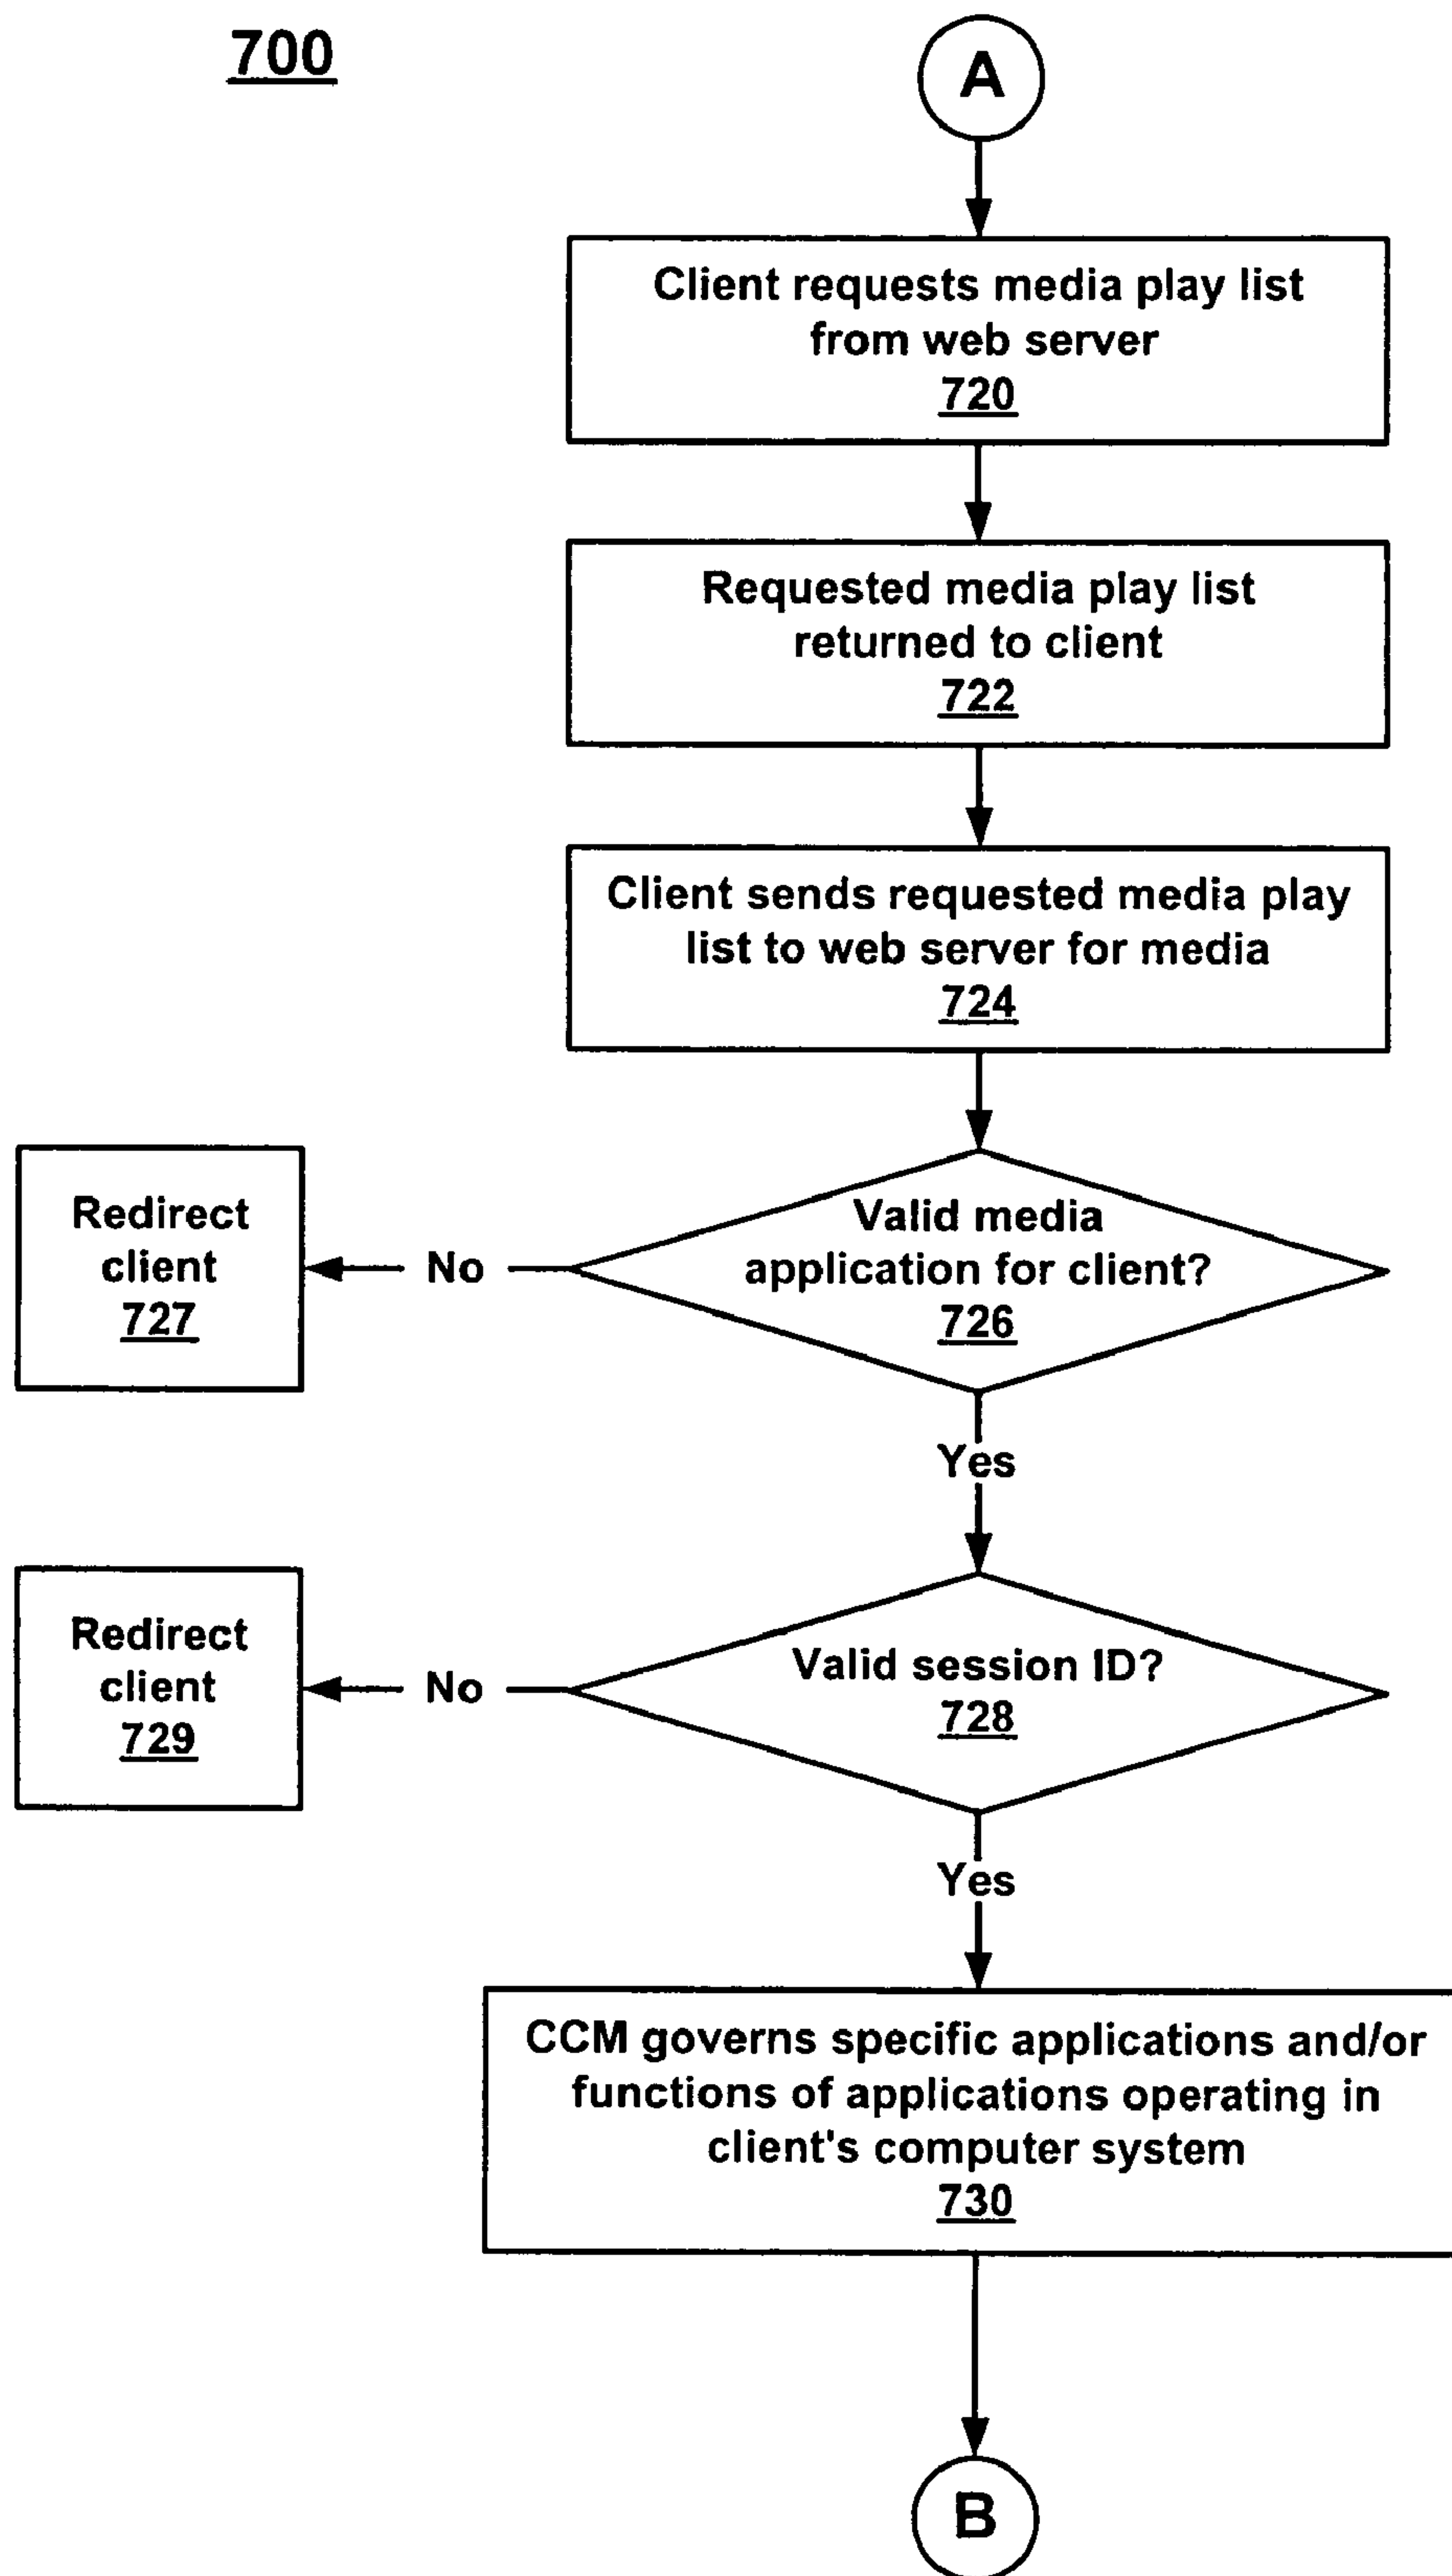 700
A
Client requests media play list
from web server
720
Requested media play list
returned to client
722
Client sends requested media play
list to web server for media
724
Valid media
application for client?
726
No
Redirect
client
727
Yes
Valid session ID?
728
No
Redirect
client
729
Yes
CCM governs specific applications and/or
functions of applications operating in
client's computer system
730
B